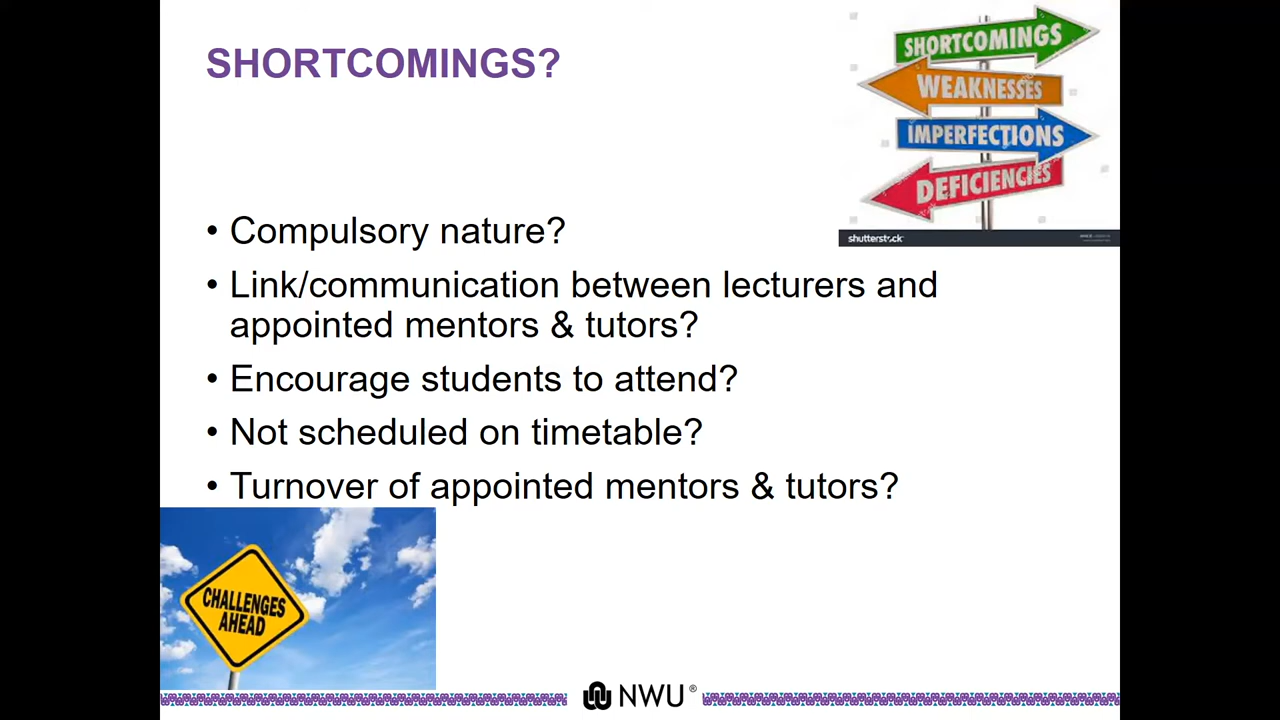 SHORTCOMINGS?
SHORTCOMINGS
WEAKNESSES
IMPERFECTIONS
DEFICIENCIES
shutterstock
• Compulsory nature?
• Link/communication between lecturers and
appointed mentors & tutors?
• Encourage students to attend?
• Not scheduled on timetable?
• Turnover of appointed mentors & tutors?
CHALLENGES
AHEAD
NWU®